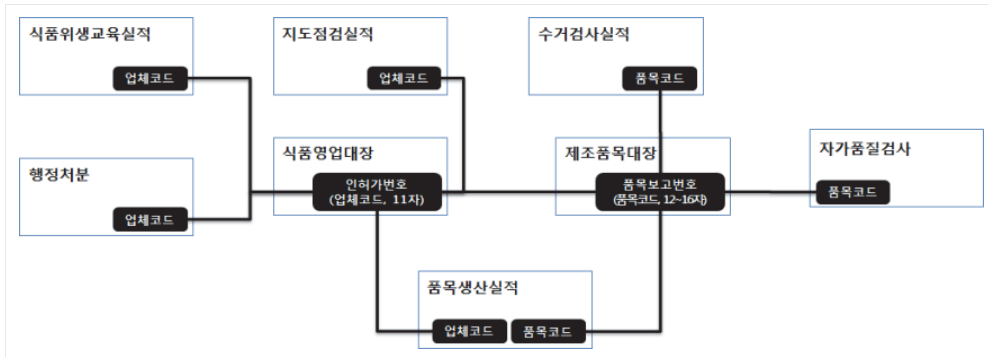 식품위생교육실적
업체코드
지도점검실적
업체코드
수거검사실적
품목코드
행정처분
업체코드
식품영업대장
인허가번호
(업체코드, 11자)
제조품목대장
품목보고번호
(품목코드, 12~16자)
자가품질검사
품목코드
품목생산실적
업체코드 품목코드